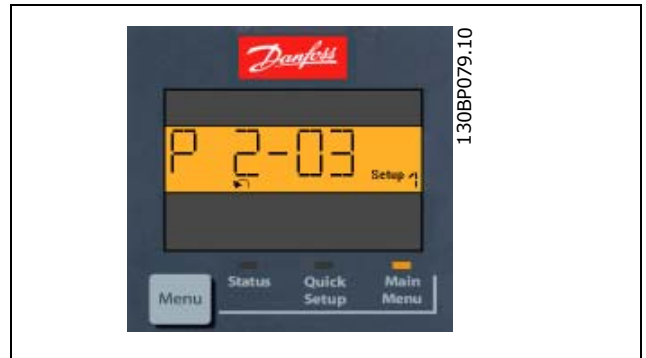 Danfoss
P 2-03
Setup 1
Menu
Status
Quick Setup
Main Menu
130BP079.10